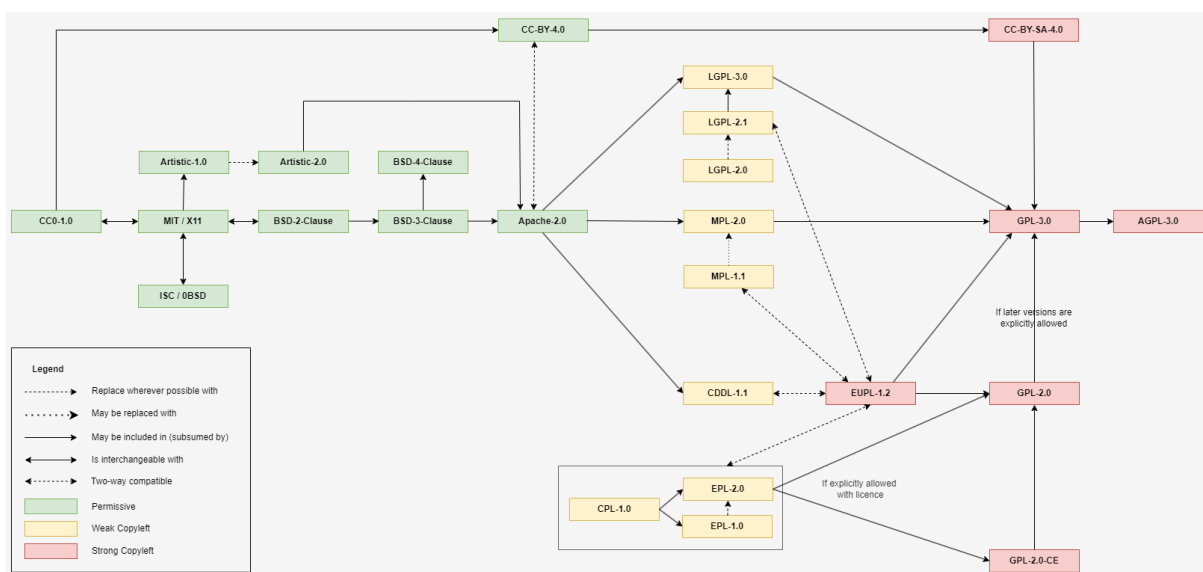 CC-BY-4.0
CC-BY-SA-4.0
LGPL-3.0
LGPL-2.1
Artistic-1.0
Artistic-2.0
BSD-4-Clause
LGPL-2.0
CC0-1.0
MIT / X11
BSD-2-Clause
BSD-3-Clause
Apache-2.0
MPL-2.0
GPL-3.0
AGPL-3.0
MPL-1.1
ISC / 0BSD
If later versions are
explicitly allowed
Legend
Replace wherever possible with
May be replaced with
May be included in (subsumed by)
Is interchangeable with
Two-way compatible
Permissive
Weak Copyleft
Strong Copyleft
CDDL-1.1
EUPL-1.2
GPL-2.0
If explicitly allowed
with licence
EPL-2.0
CPL-1.0
EPL-1.0
GPL-2.0-CE